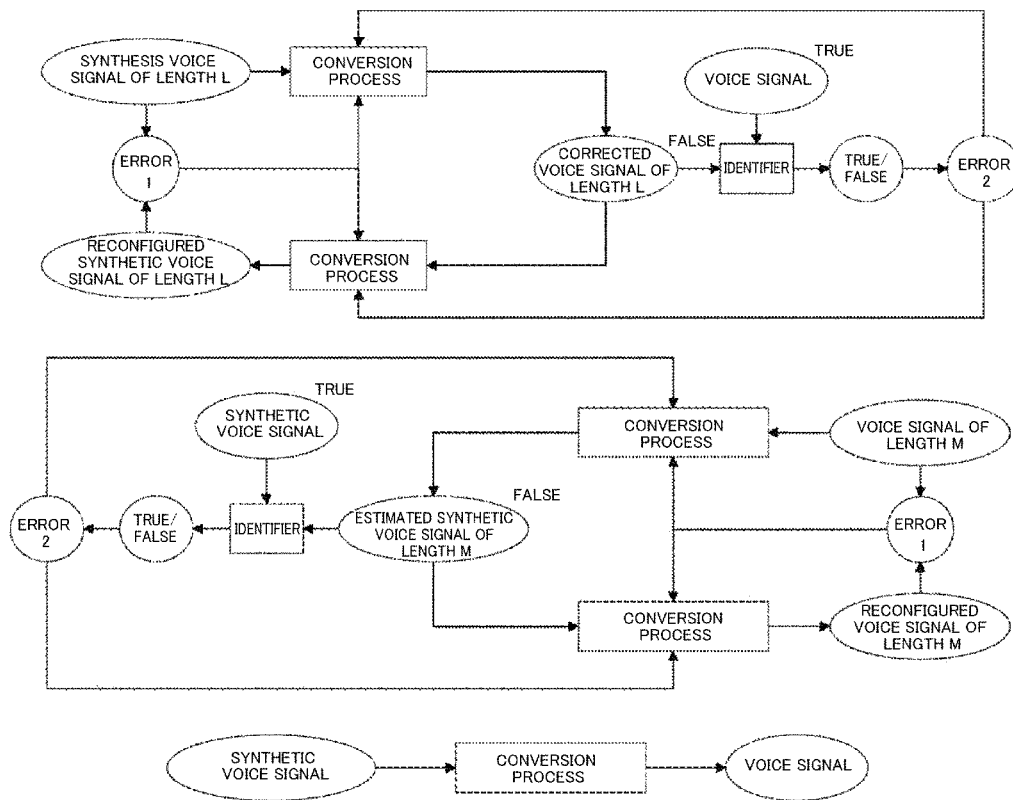 SYNTHESIS VOICE
SIGNAL OF LENGTH L
CONVERSION
PROCESS
TRUE
VOICE SIGNAL
ERROR
1
CORRECTED
VOICE SIGNAL OF
LENGTH L
FALSE
IDENTIFIER
TRUE/
FALSE
ERROR
2
RECONFIGURED
SYNTHETIC VOICE
SIGNAL OF LENGTH L
CONVERSION
PROCESS
TRUE
SYNTHETIC
VOICE SIGNAL
CONVERSION
PROCESS
VOICE SIGNAL OF
LENGTH M
ERROR
2
TRUE/
FALSE
IDENTIFIER
FALSE
ESTIMATED SYNTHETIC
VOICE SIGNAL OF
LENGTH M
ERROR
1
CONVERSION
PROCESS
RECONFIGURED
VOICE SIGNAL OF
LENGTH M
SYNTHETIC
VOICE SIGNAL
CONVERSION
PROCESS
VOICE SIGNAL